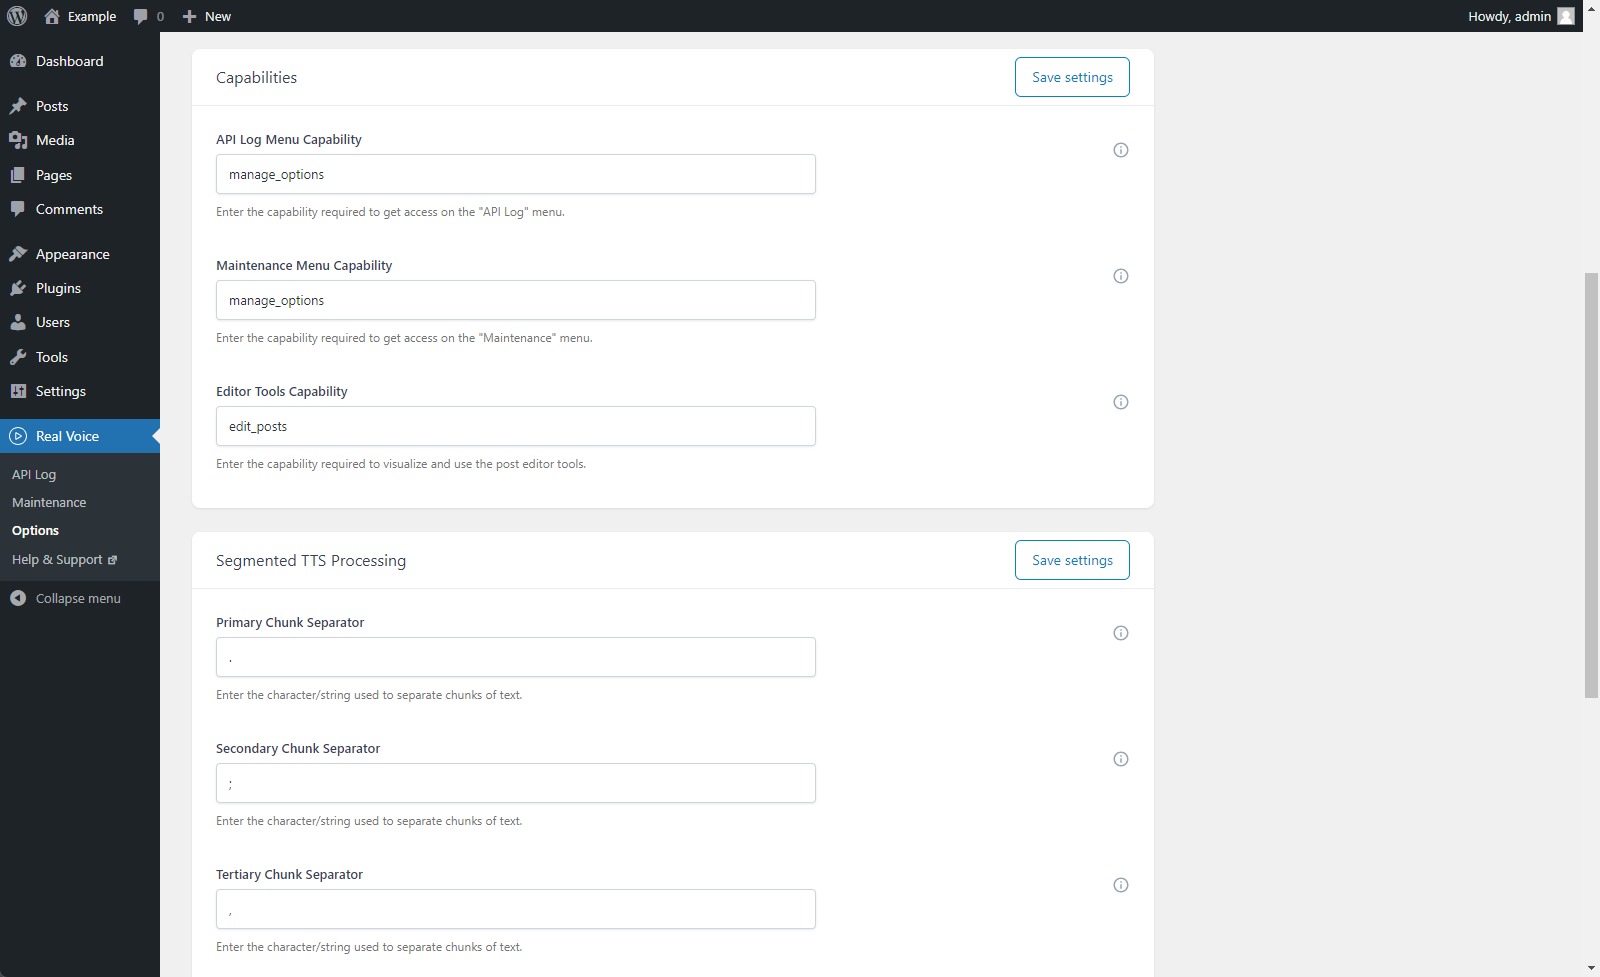 Example 0 New Howdy, admin
Dashboard
Posts
Media
Pages
Comments
Appearance
Plugins
Users
Tools
Settings
Real Voice
API Log
Maintenance
Options
Help & Support
Collapse menu
Capabilities Save settings
API Log Menu Capability
manage_options
Enter the capability required to get access on the "API Log" menu.
Maintenance Menu Capability
manage_options
Enter the capability required to get access on the "Maintenance" menu.
Editor Tools Capability
edit_posts
Enter the capability required to visualize and use the post editor tools.
Segmented TTS Processing Save settings
Primary Chunk Separator
.
Enter the character/string used to separate chunks of text.
Secondary Chunk Separator
;
Enter the character/string used to separate chunks of text.
Tertiary Chunk Separator
,
Enter the character/string used to separate chunks of text.